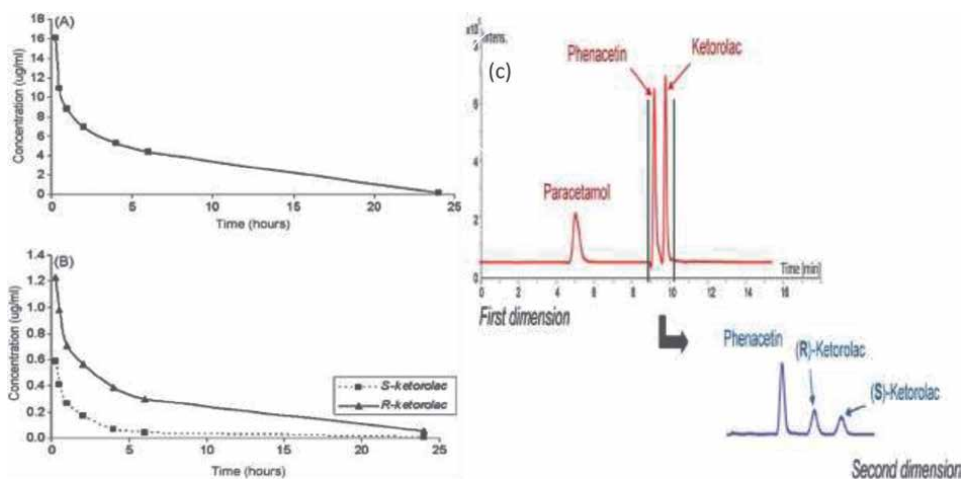 (A)
Concentration (ug/ml)
18
16
14
12
10
8
6
4
2
0
0 5 10 15 20 25
Time (hours)
(B)
Concentration (ug/ml)
1.4
1.2
1.0
0.8
0.6
0.4
0.2
0.0
S-ketorolac
R-ketorolac
0 5 10 15 20 25
Time (hours)
(c)
Intens.
Phenacetin
Ketorolac
Paracetamol
6
4
2
0
Time [min]
0 2 4 6 8 10 12 14 16
First dimension
Phenacetin
(R)-Ketorolac
(S)-Ketorolac
Second dimension